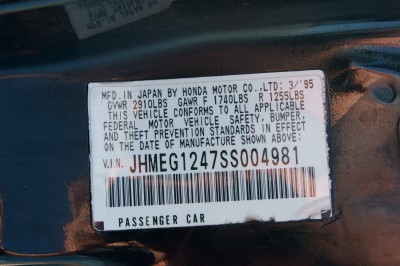 MFD. IN JAPAN BY HONDA MOTOR CO., LTD: 3/'95
GVWR 2910LBS GAWR F 1740LBS R 1255LBS
THIS VEHICLE CONFORMS TO ALL APPLICABLE
FEDERAL MOTOR VEHICLE SAFETY, BUMPER,
AND THEFT PREVENTION STANDARDS IN EFFECT
ON THE DATE OF MANUFACTURE SHOWN ABOVE.
V.I.N. JHMEG1247SS004981
PASSENGER CAR